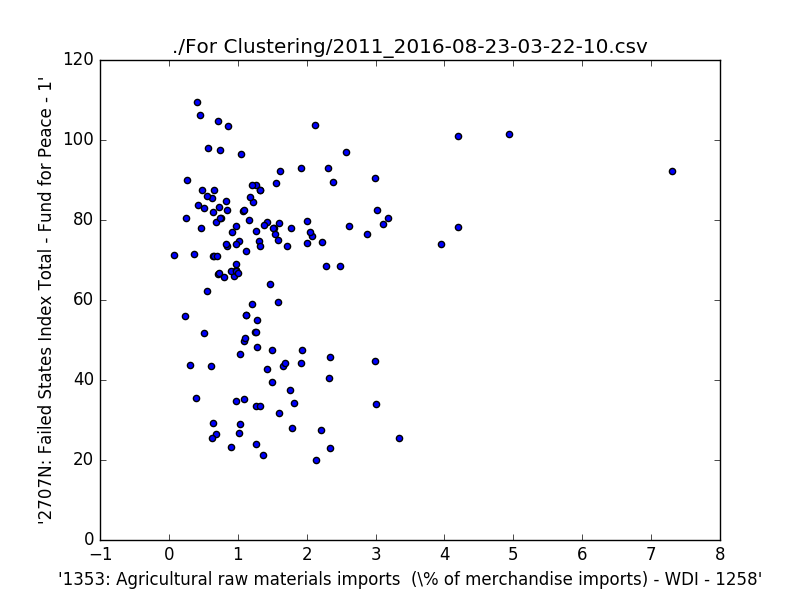 ./For Clustering/2011_2016-08-23-03-22-10.csv
'2707N: Failed States Index Total - Fund for Peace - 1'
120
100
80
60
40
20
0
−1 0 1 2 3 4 5 6 7 8
'1353: Agricultural raw materials imports  (\% of merchandise imports) - WDI - 1258'